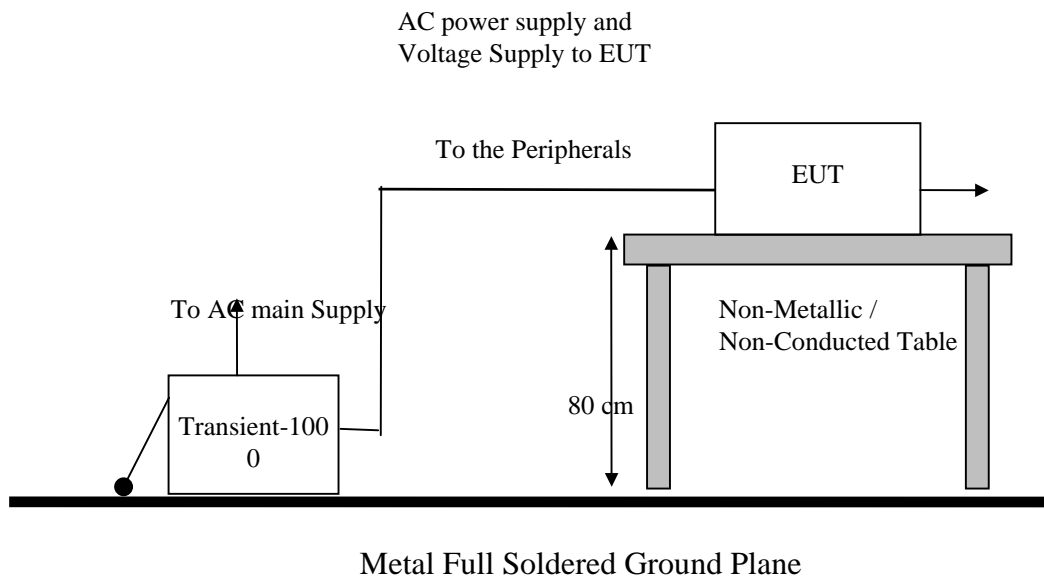 AC power supply and
Voltage Supply to EUT
To the Peripherals
EUT
To AC main Supply
Non-Metallic /
Non-Conducted Table
80 cm
Transient-100
0
Metal Full Soldered Ground Plane